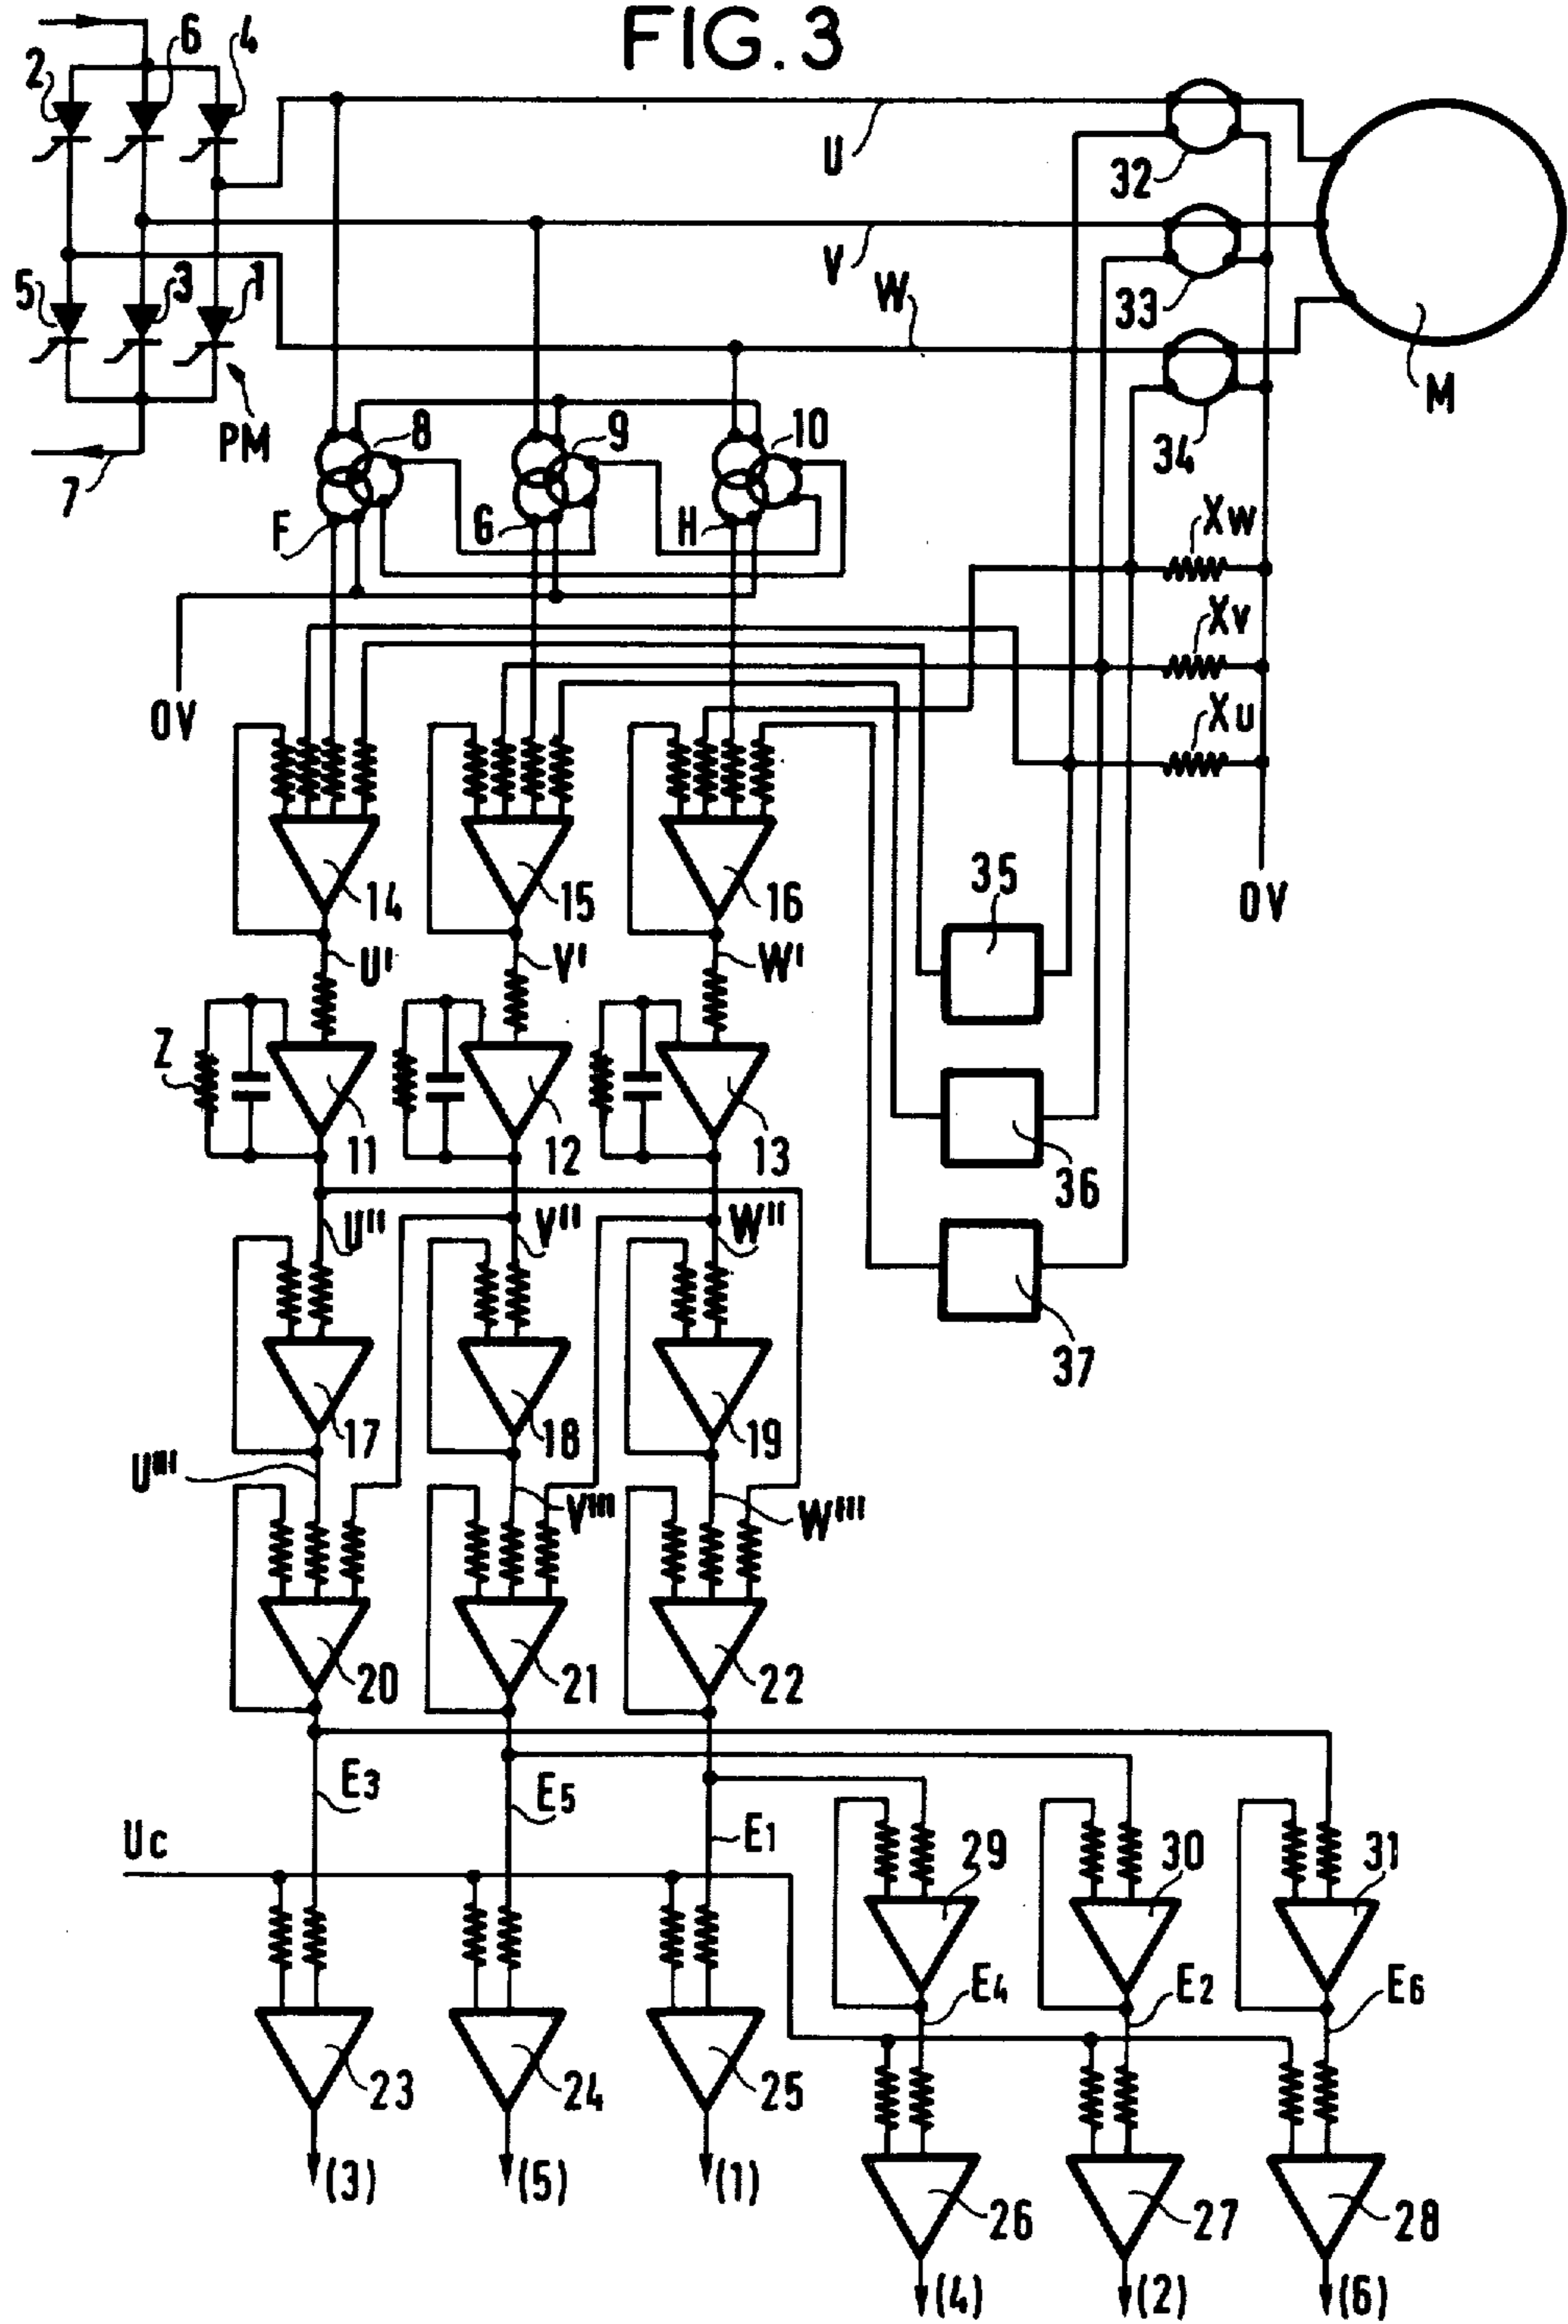 FIG. 3
2
6
4
U
32
V
33
5
3
1
W
M
PM
34
7
8
9
10
F
G
H
Xw
Xv
OV
Xu
14
15
16
35
OV
U'
V'
W'
Z
11
12
13
36
U"
V"
W"
37
17
18
19
U'''
V'''
W'''
20
21
22
E3
E5
E1
Uc
29
30
31
E4
E2
E6
23
24
25
(3)
(5)
(1)
26
27
28
(4)
(2)
(6)